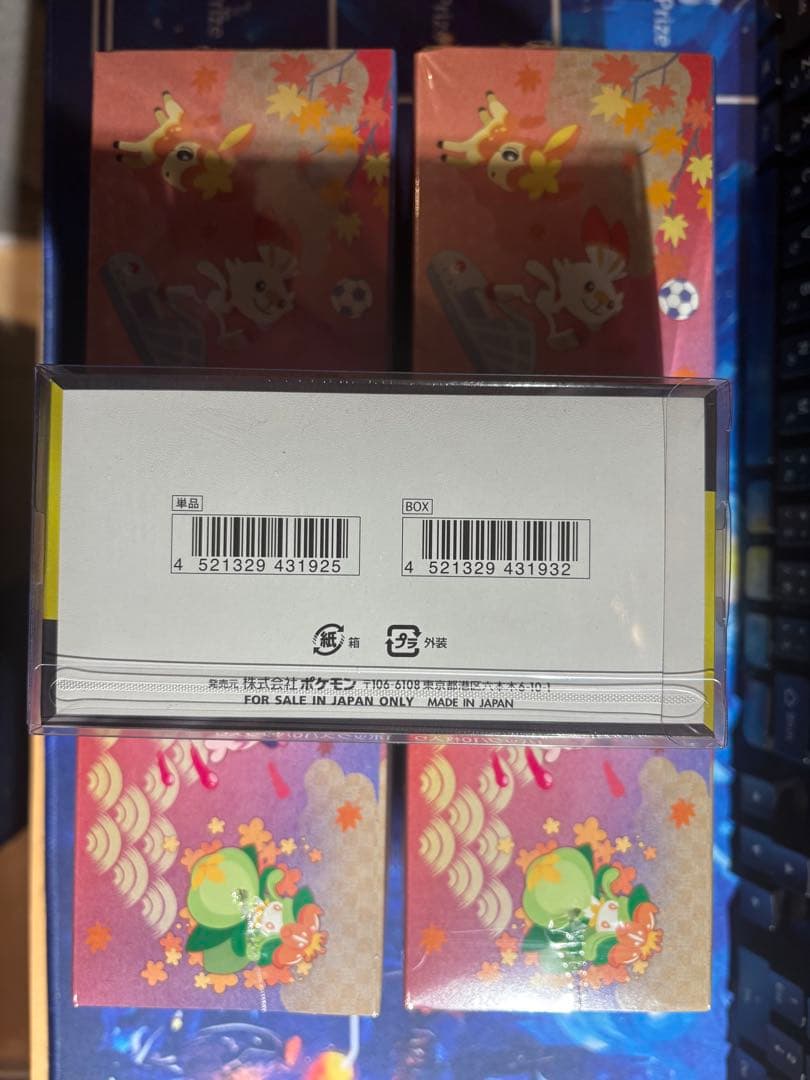 Prize
Prize
単品
BOX
4 521329 431925
4 521329 431932
紙 箱
プラ 外装
発売元 株式会社ポケモン 〒106-6108 東京都港区六本木6-10-1
FOR SALE IN JAPAN ONLY MADE IN JAPAN